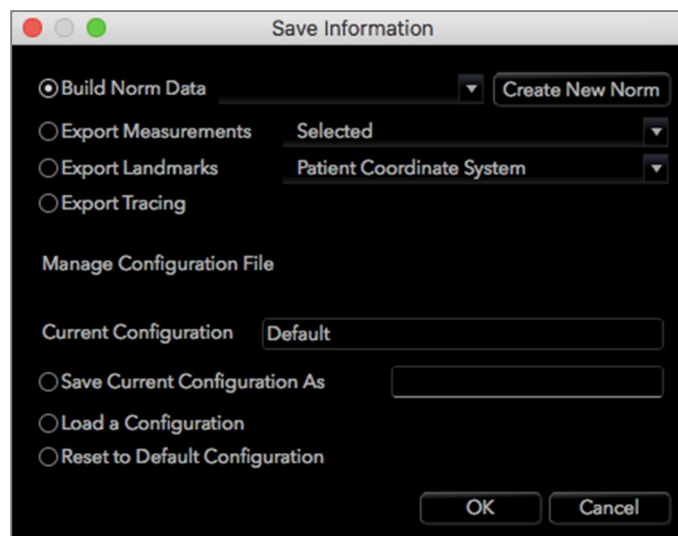 Save Information
Build Norm Data Create New Norm
Export Measurements Selected
Export Landmarks Patient Coordinate System
Export Tracing
Manage Configuration File
Current Configuration Default
Save Current Configuration As
Load a Configuration
Reset to Default Configuration
OK Cancel